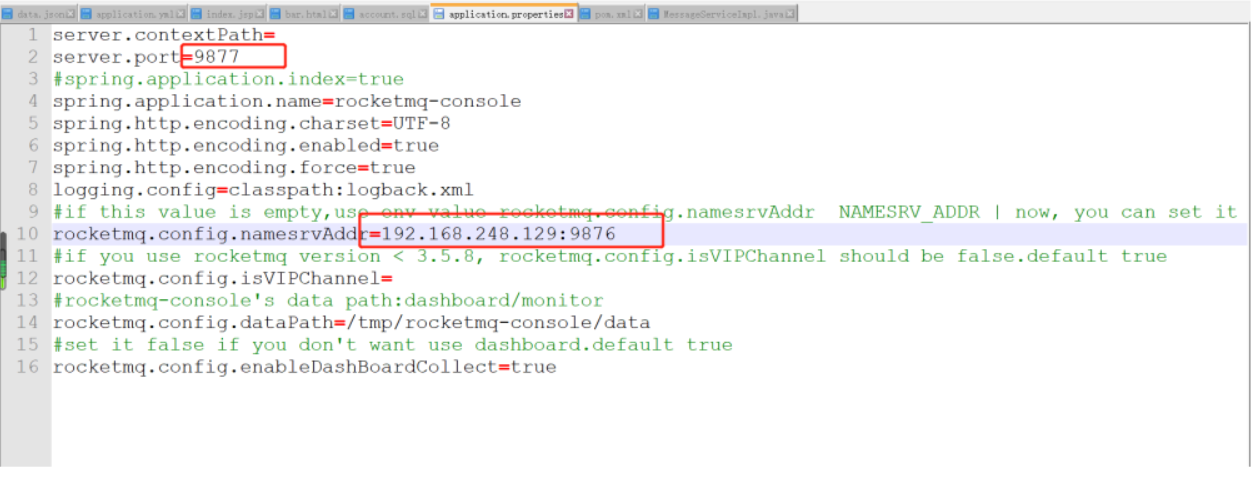 data.json application.yml index.jsp bar.html account.sql application.properties pom.xml MessageServiceImpl.java
1 server.contextPath=
2 server.port=9877
3 #spring.application.index=true
4 spring.application.name=rocketmq-console
5 spring.http.encoding.charset=UTF-8
6 spring.http.encoding.enabled=true
7 spring.http.encoding.force=true
8 logging.config=classpath:logback.xml
9 #if this value is empty,use env value rocketmq.config.namesrvAddr  NAMESRV_ADDR | now, you can set it
10 rocketmq.config.namesrvAddr=192.168.248.129:9876
11 #if you use rocketmq version < 3.5.8, rocketmq.config.isVIPChannel should be false.default true
12 rocketmq.config.isVIPChannel=
13 #rocketmq-console's data path:dashboard/monitor
14 rocketmq.config.dataPath=/tmp/rocketmq-console/data
15 #set it false if you don't want use dashboard.default true
16 rocketmq.config.enableDashBoardCollect=true